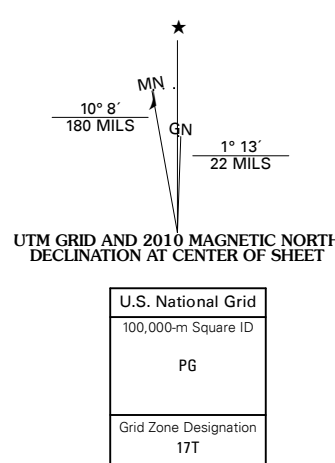 ★
MN
GN
10° 8´
180 MILS
1° 13´
22 MILS
UTM GRID AND 2010 MAGNETIC NORTH
DECLINATION AT CENTER OF SHEET
U.S. National Grid
100,000-m Square ID
PG
Grid Zone Designation
17T